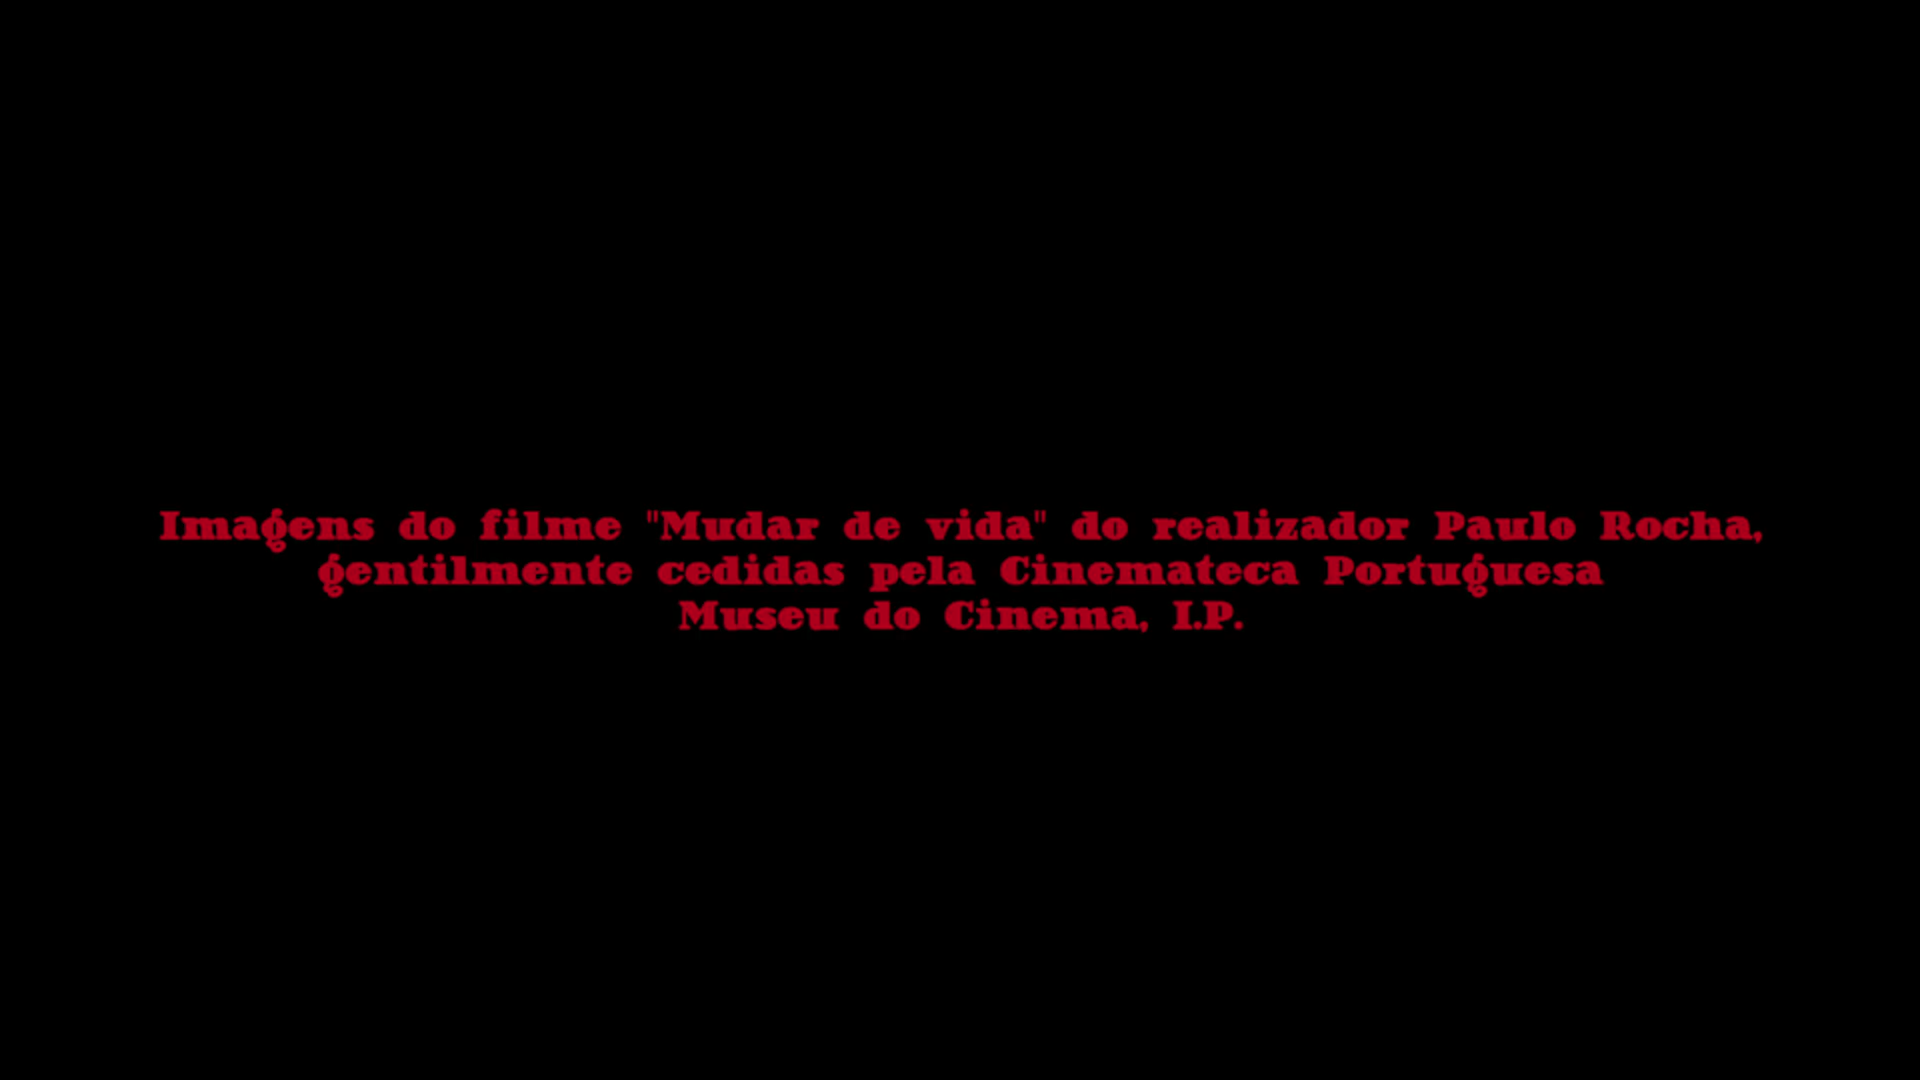 Imagens do filme "Mudar de vida" do realizador Paulo Rocha,
gentilmente cedidas pela Cinemateca Portuguesa
Museu do Cinema, I.P.